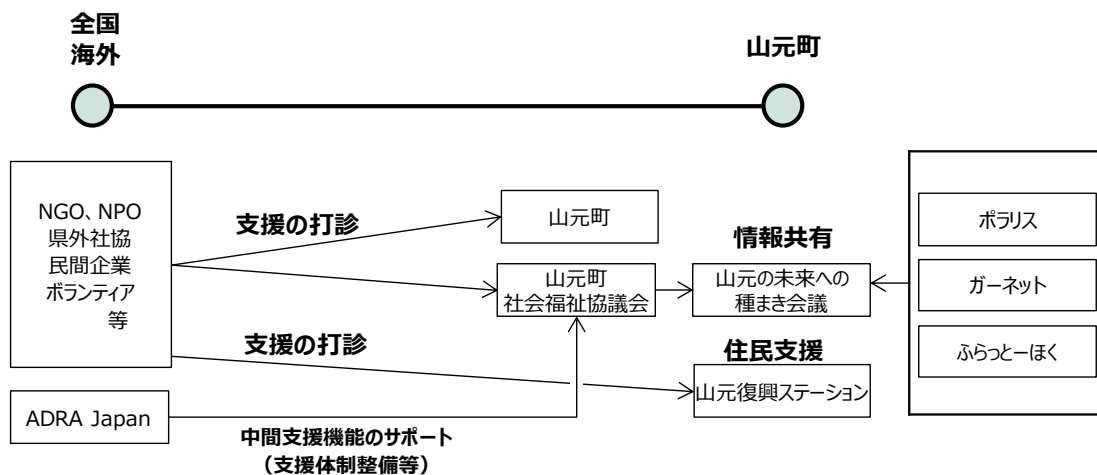 全国
海外
山元町
NGO、NPO
県外社協
民間企業
ボランティア
等
支援の打診
山元町
山元町
社会福祉協議会
情報共有
山元の未来への
種まき会議
ポラリス
ガーネット
ふらっとーほく
支援の打診
住民支援
山元復興ステーション
ADRA Japan
中間支援機能のサポート
（支援体制整備等）